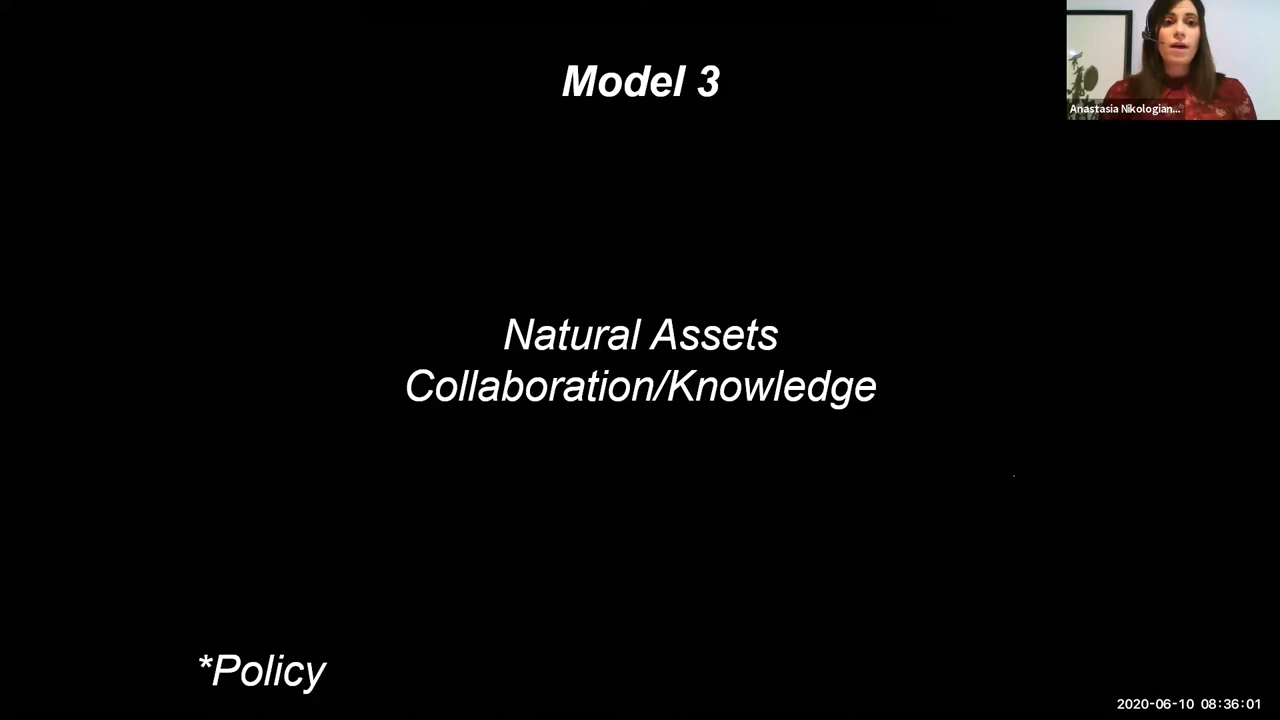 Model 3
Anastasia Nikologian...
Natural Assets
Collaboration/Knowledge
*Policy
2020-06-10 08:36:01